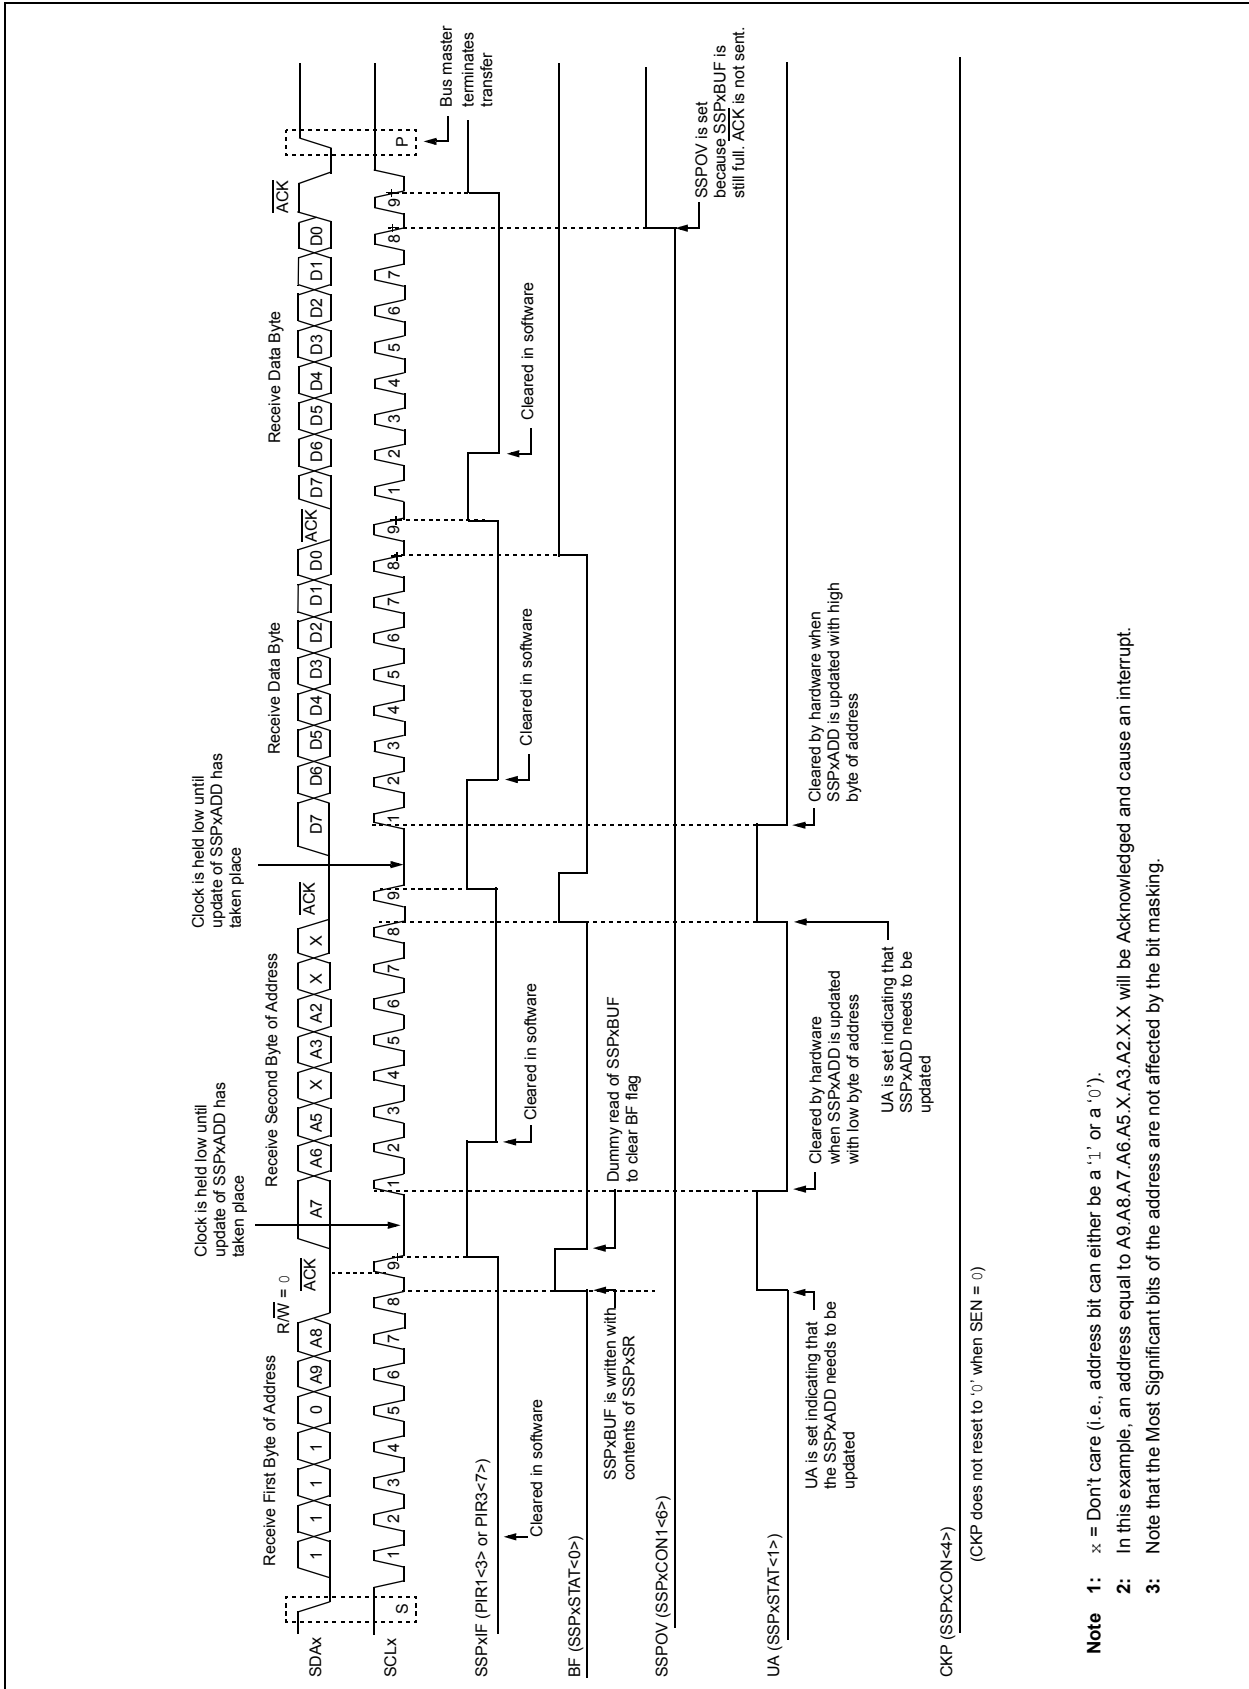 Receive First Byte of Address
R/W = 0
ACK
Clock is held low until
update of SSPxADD has
taken place
Receive Second Byte of Address
ACK
Clock is held low until
update of SSPxADD has
taken place
Receive Data Byte
ACK
Receive Data Byte
ACK
SDAx
1 1 1 1 0 A9 A8
A7 A6 A5 X A3 A2 X X
D7 D6 D5 D4 D3 D2 D1 D0
D7 D6 D5 D4 D3 D2 D1 D0
SCLx
S
1 2 3 4 5 6 7 8 9
1 2 3 4 5 6 7 8 9
1 2 3 4 5 6 7 8 9
1 2 3 4 5 6 7 8 9
P
Bus master
terminates
transfer
SSPxIF (PIR1<3> or PIR3<7>)
Cleared in software
Cleared in software
Cleared in software
Cleared in software
BF (SSPxSTAT<0>)
SSPxBUF is written with
contents of SSPxSR
Dummy read of SSPxBUF
to clear BF flag
SSPOV (SSPxCON1<6>)
SSPOV is set
because SSPxBUF is
still full. ACK is not sent.
UA (SSPxSTAT<1>)
UA is set indicating that
the SSPxADD needs to be
updated
Cleared by hardware
when SSPxADD is updated
with low byte of address
UA is set indicating that
SSPxADD needs to be
updated
Cleared by hardware when
SSPxADD is updated with high
byte of address
CKP (SSPxCON<4>)
(CKP does not reset to ‘0’ when SEN = 0)
Note 1: x = Don’t care (i.e., address bit can either be a ‘1’ or a ‘0’).
2: In this example, an address equal to A9.A8.A7.A6.A5.X.A3.A2.X.X will be Acknowledged and cause an interrupt.
3: Note that the Most Significant bits of the address are not affected by the bit masking.